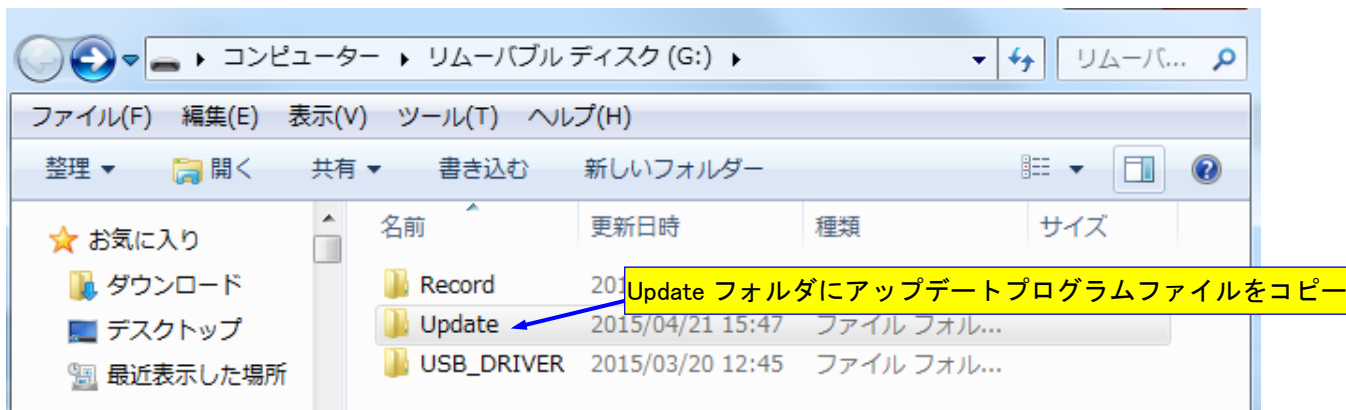 コンピューター ▶ リムーバブル ディスク (G:) ▶ リムーバ...
ファイル(F) 編集(E) 表示(V) ツール(T) ヘルプ(H)
整理 ▼ 開く 共有 ▼ 書き込む 新しいフォルダー
お気に入り
ダウンロード
デスクトップ
最近表示した場所
名前 更新日時 種類 サイズ
Record
Update フォルダにアップデートプログラムファイルをコピー
Update 2015/04/21 15:47 ファイル フォル...
USB_DRIVER 2015/03/20 12:45 ファイル フォル...